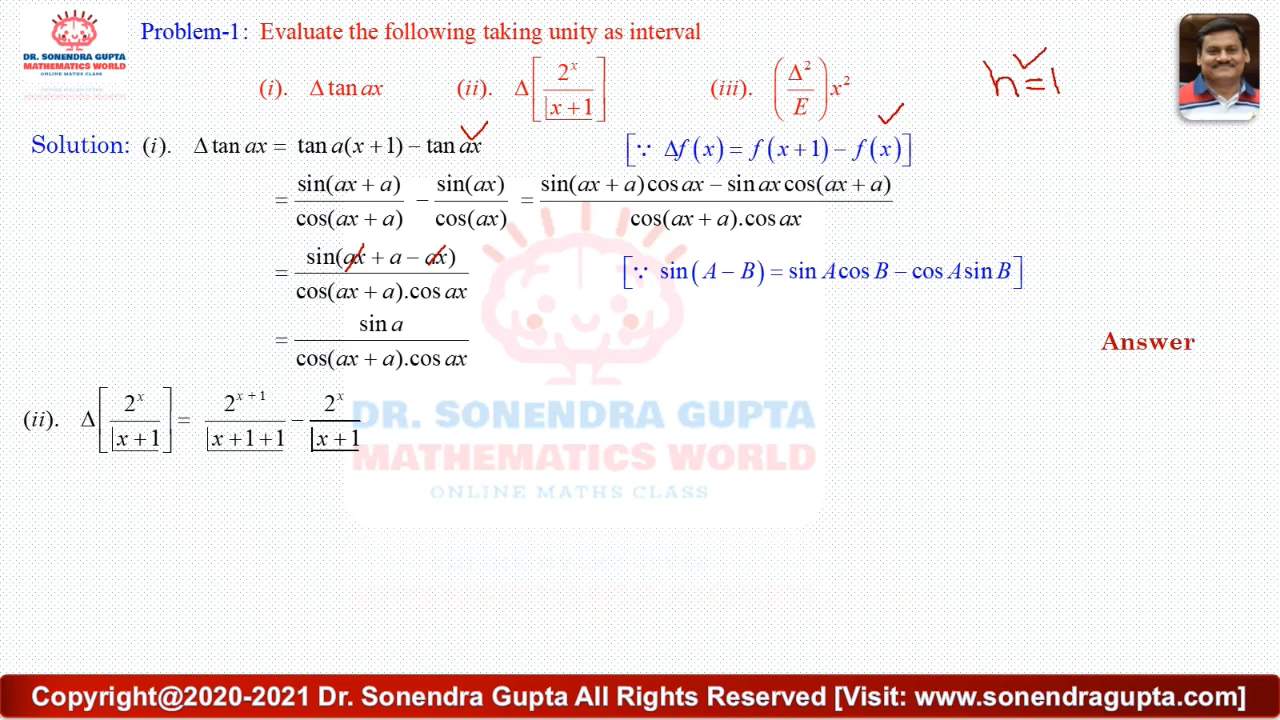 DR. SONENDRA GUPTA
MATHEMATICS WORLD
ONLINE MATHS CLASS
Problem-1: Evaluate the following taking unity as interval
(i). Δ tan ax (ii). Δ[2^x / |x + 1] (iii). (Δ² / E) x²
h = 1
Solution: (i). Δ tan ax = tan a(x + 1) − tan ax [∵ Δf(x) = f(x + 1) − f(x)]
= sin(ax + a) / cos(ax + a) − sin(ax) / cos(ax) = sin(ax + a) cos ax − sin ax cos(ax + a) / cos(ax + a).cos ax
= sin(ax + a − ax) / cos(ax + a).cos ax [∵ sin(A − B) = sin A cos B − cos A sin B]
= sin a / cos(ax + a).cos ax
Answer
(ii). Δ[2^x / |x + 1] = 2^(x + 1) / |x + 1 + 1 − 2^x / |x + 1
DR. SONENDRA GUPTA
MATHEMATICS WORLD
ONLINE MATHS CLASS
Copyright@2020-2021 Dr. Sonendra Gupta All Rights Reserved [Visit: www.sonendragupta.com]